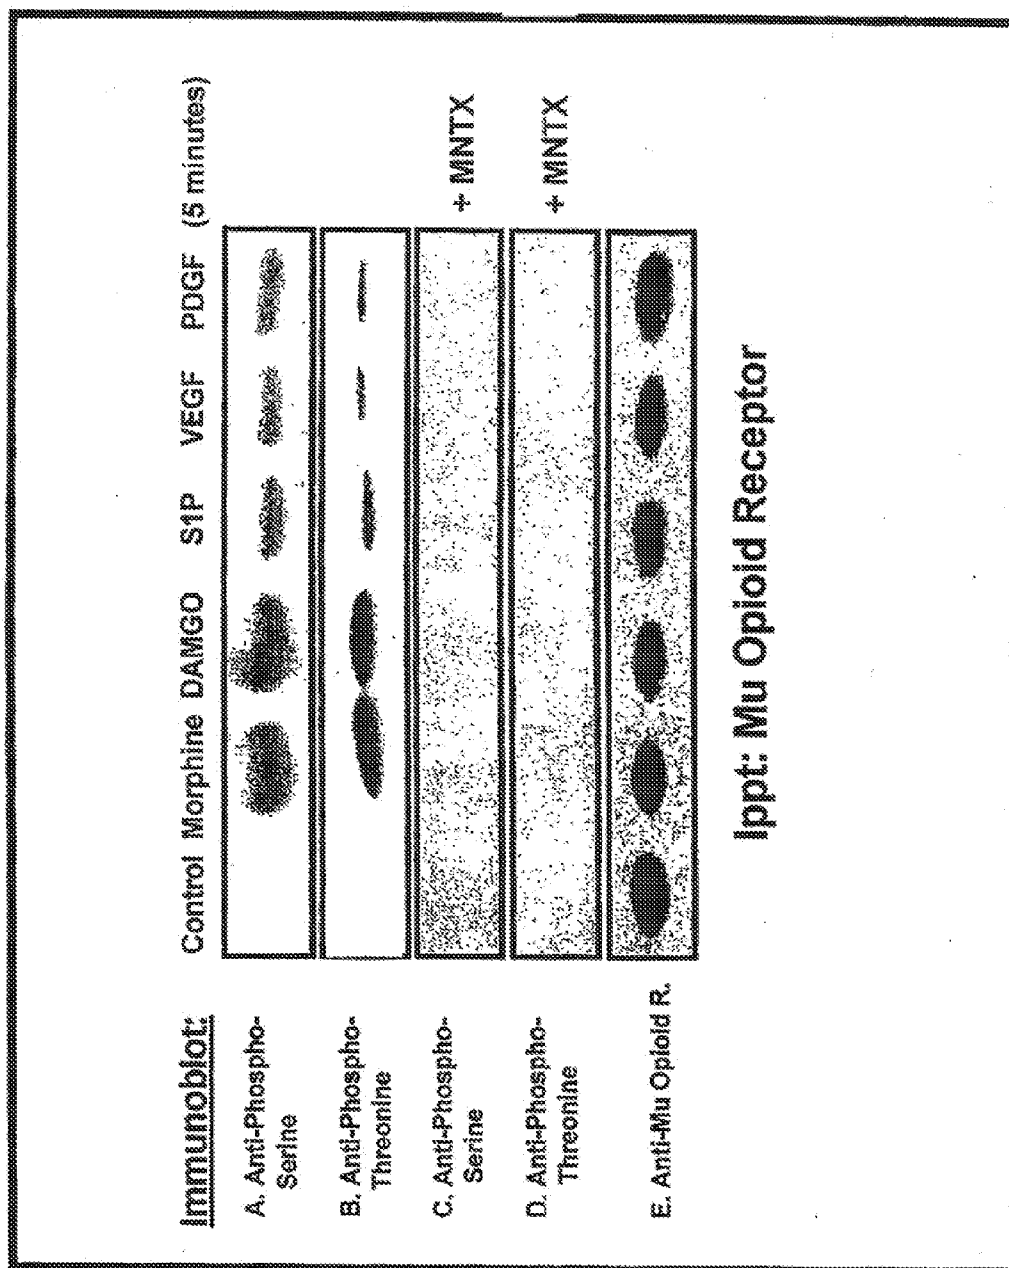 Immunoblot: Control Morphine DAMGO S1P VEGF PDGF (5 minutes)
A. Anti-Phospho-
Serine
B. Anti-Phospho-
Threonine
C. Anti-Phospho-
Serine
+ MNTX
D. Anti-Phospho-
Threonine
+ MNTX
E. Anti-Mu Opioid R.
Ippt: Mu Opioid Receptor